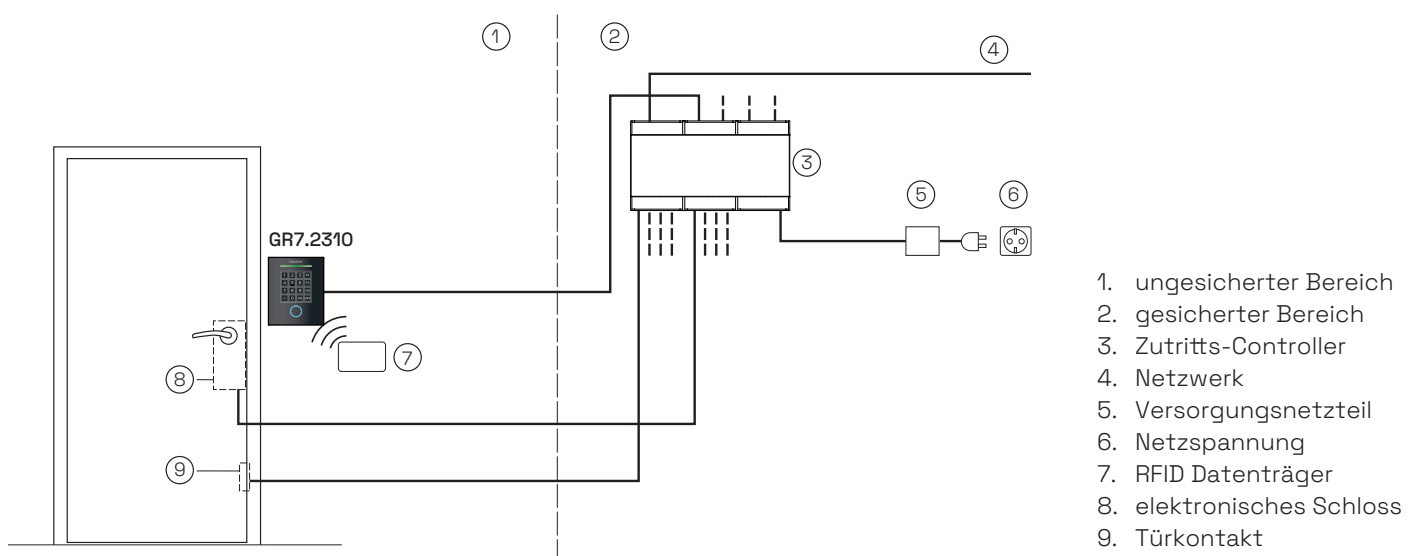 1
2
4
3
5
6
GR7.2310
7
8
9
1. ungesicherter Bereich
2. gesicherter Bereich
3. Zutritts-Controller
4. Netzwerk
5. Versorgungsnetzteil
6. Netzspannung
7. RFID Datenträger
8. elektronisches Schloss
9. Türkontakt